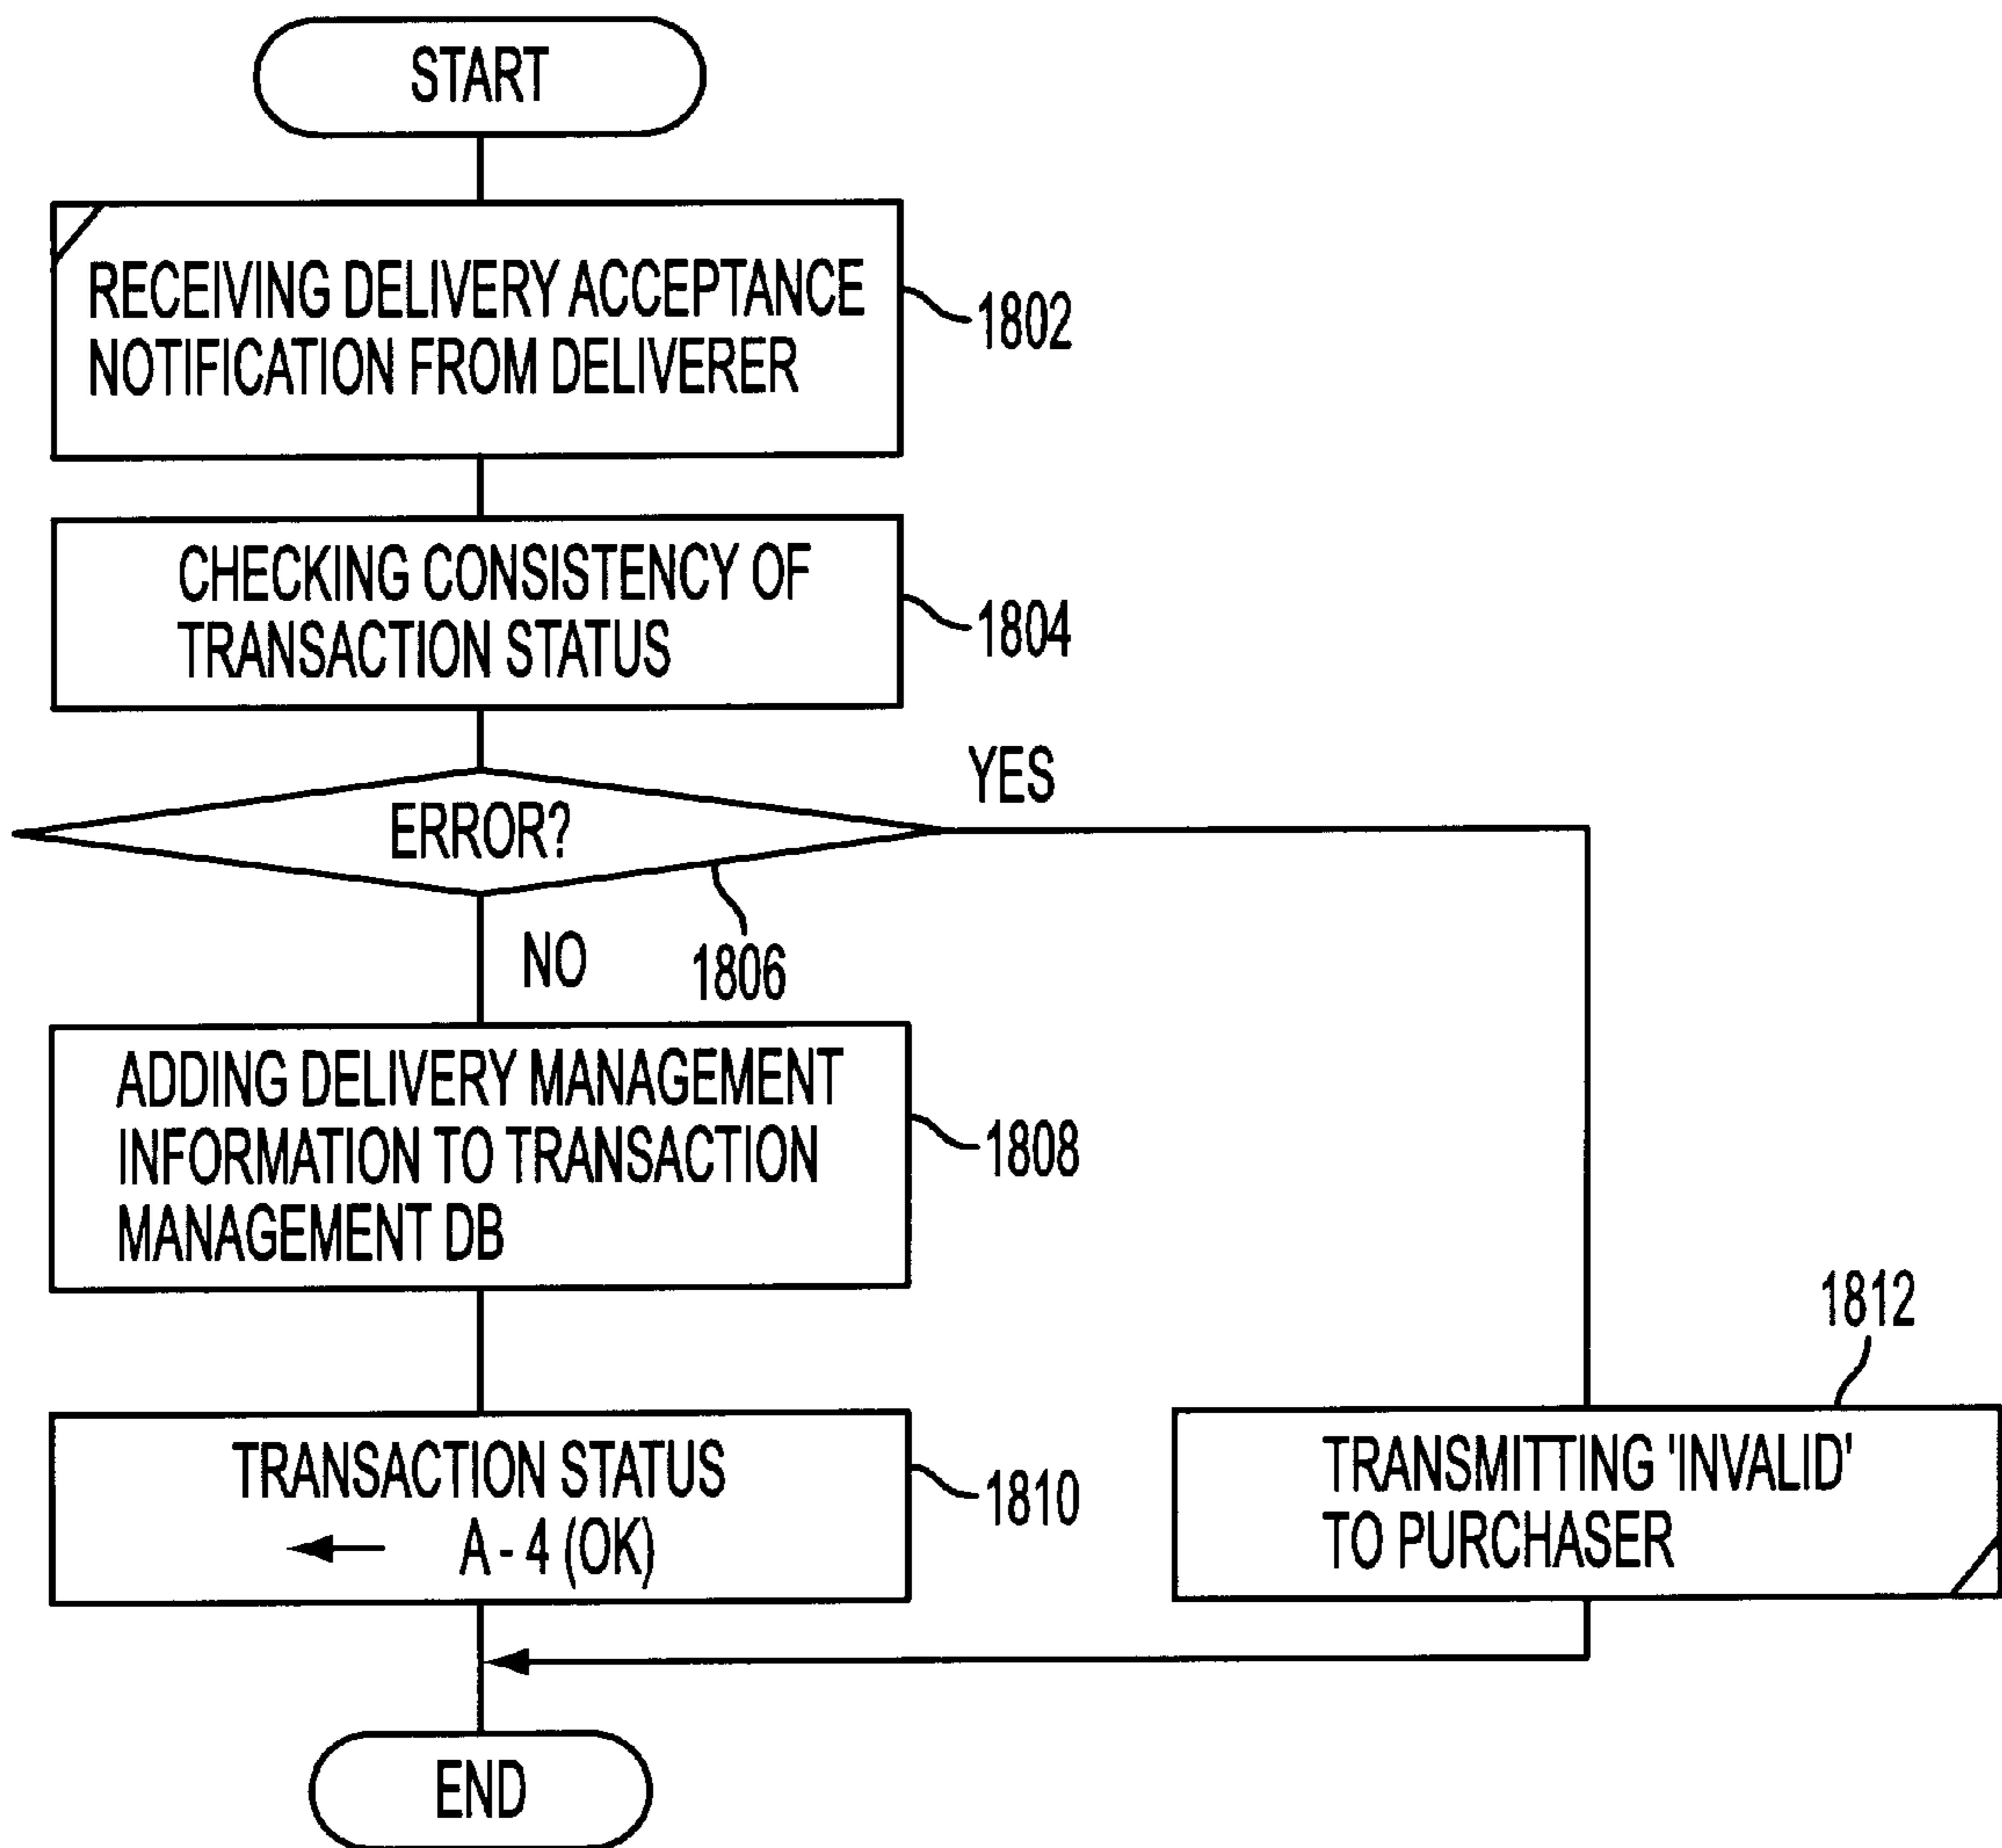 START
RECEIVING DELIVERY ACCEPTANCE
NOTIFICATION FROM DELIVERER
1802
CHECKING CONSISTENCY OF
TRANSACTION STATUS
1804
ERROR?
YES
NO
1806
ADDING DELIVERY MANAGEMENT
INFORMATION TO TRANSACTION
MANAGEMENT DB
1808
TRANSACTION STATUS
← A - 4 (OK)
1810
1812
TRANSMITTING 'INVALID'
TO PURCHASER
END